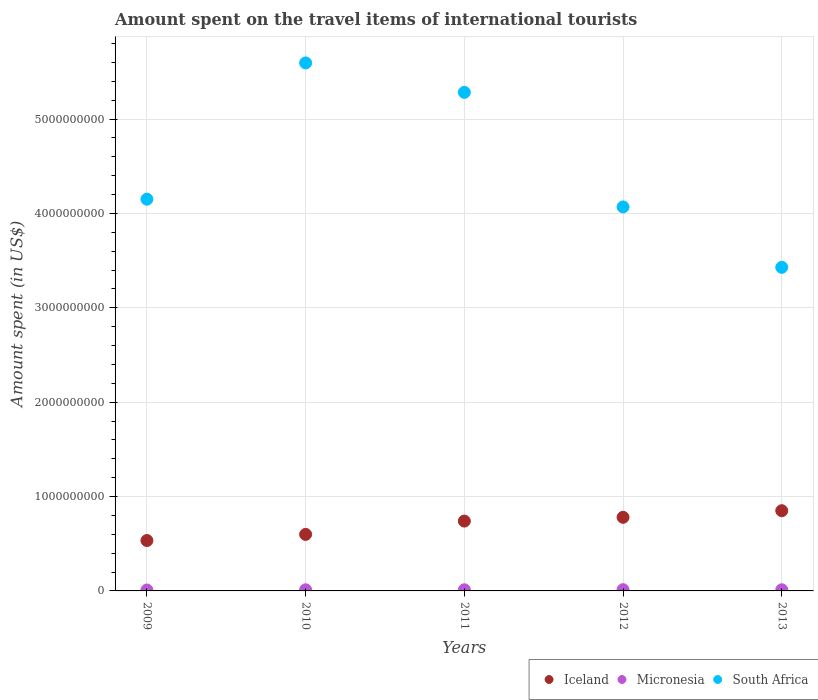 Amount spent on the travel items of international tourists
Amount spent (in US$)
5000000000
4000000000
3000000000
2000000000
1000000000
0
2009
2010
2011
2012
2013
Years
Iceland
Micronesia
South Africa